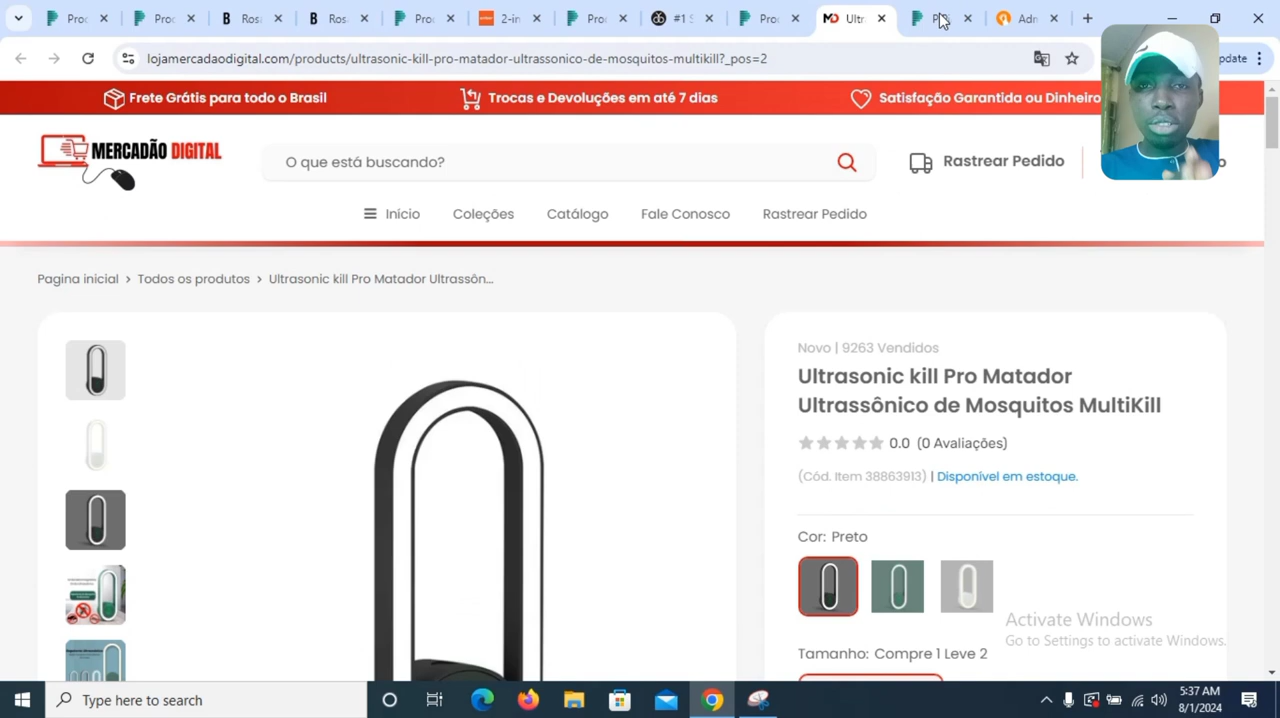 Proc
Proc
Rosa
Ros
Proc
2-in
Proc
#1 S
Proc
Ultra
Adn
lojamercadaodigital.com/products/ultrasonic-kill-pro-matador-ultrassonico-de-mosquitos-multikill?_pos=2
pdate
Frete Grátis para todo o Brasil
Trocas e Devoluções em até 7 dias
Satisfação Garantida ou Dinheiro
MERCADÃO DIGITAL
O que está buscando?
Rastrear Pedido
Início
Coleções
Catálogo
Fale Conosco
Rastrear Pedido
Pagina inicial > Todos os produtos > Ultrasonic kill Pro Matador Ultrassôn...
Novo | 9263 Vendidos
Ultrasonic kill Pro Matador
Ultrassônico de Mosquitos MultiKill
0.0 (0 Avaliações)
(Cód. Item 38863913) | Disponível em estoque.
Cor: Preto
Activate Windows
Go to Settings to activate Windows.
Tamanho: Compre 1 Leve 2
Type here to search
5:37 AM
8/1/2024